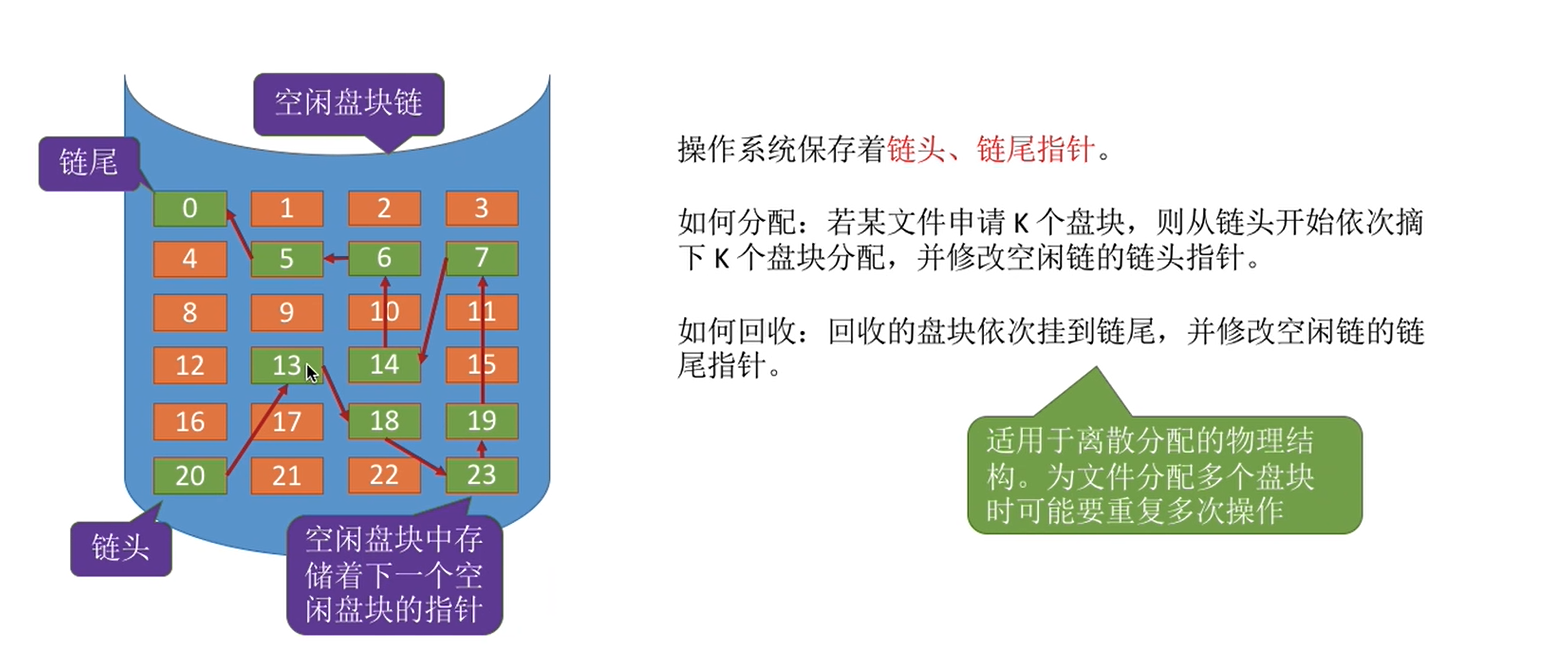 空闲盘块链
链尾
0 1 2 3
4 5 6 7
8 9 10 11
12 13 14 15
16 17 18 19
20 21 22 23
链头
空闲盘块中存
储着下一个空
闲盘块的指针
操作系统保存着链头、链尾指针。
如何分配：若某文件申请 K 个盘块，则从链头开始依次摘
下 K 个盘块分配，并修改空闲链的链头指针。
如何回收：回收的盘块依次挂到链尾，并修改空闲链的链
尾指针。
适用于离散分配的物理结
构。为文件分配多个盘块
时可能要重复多次操作